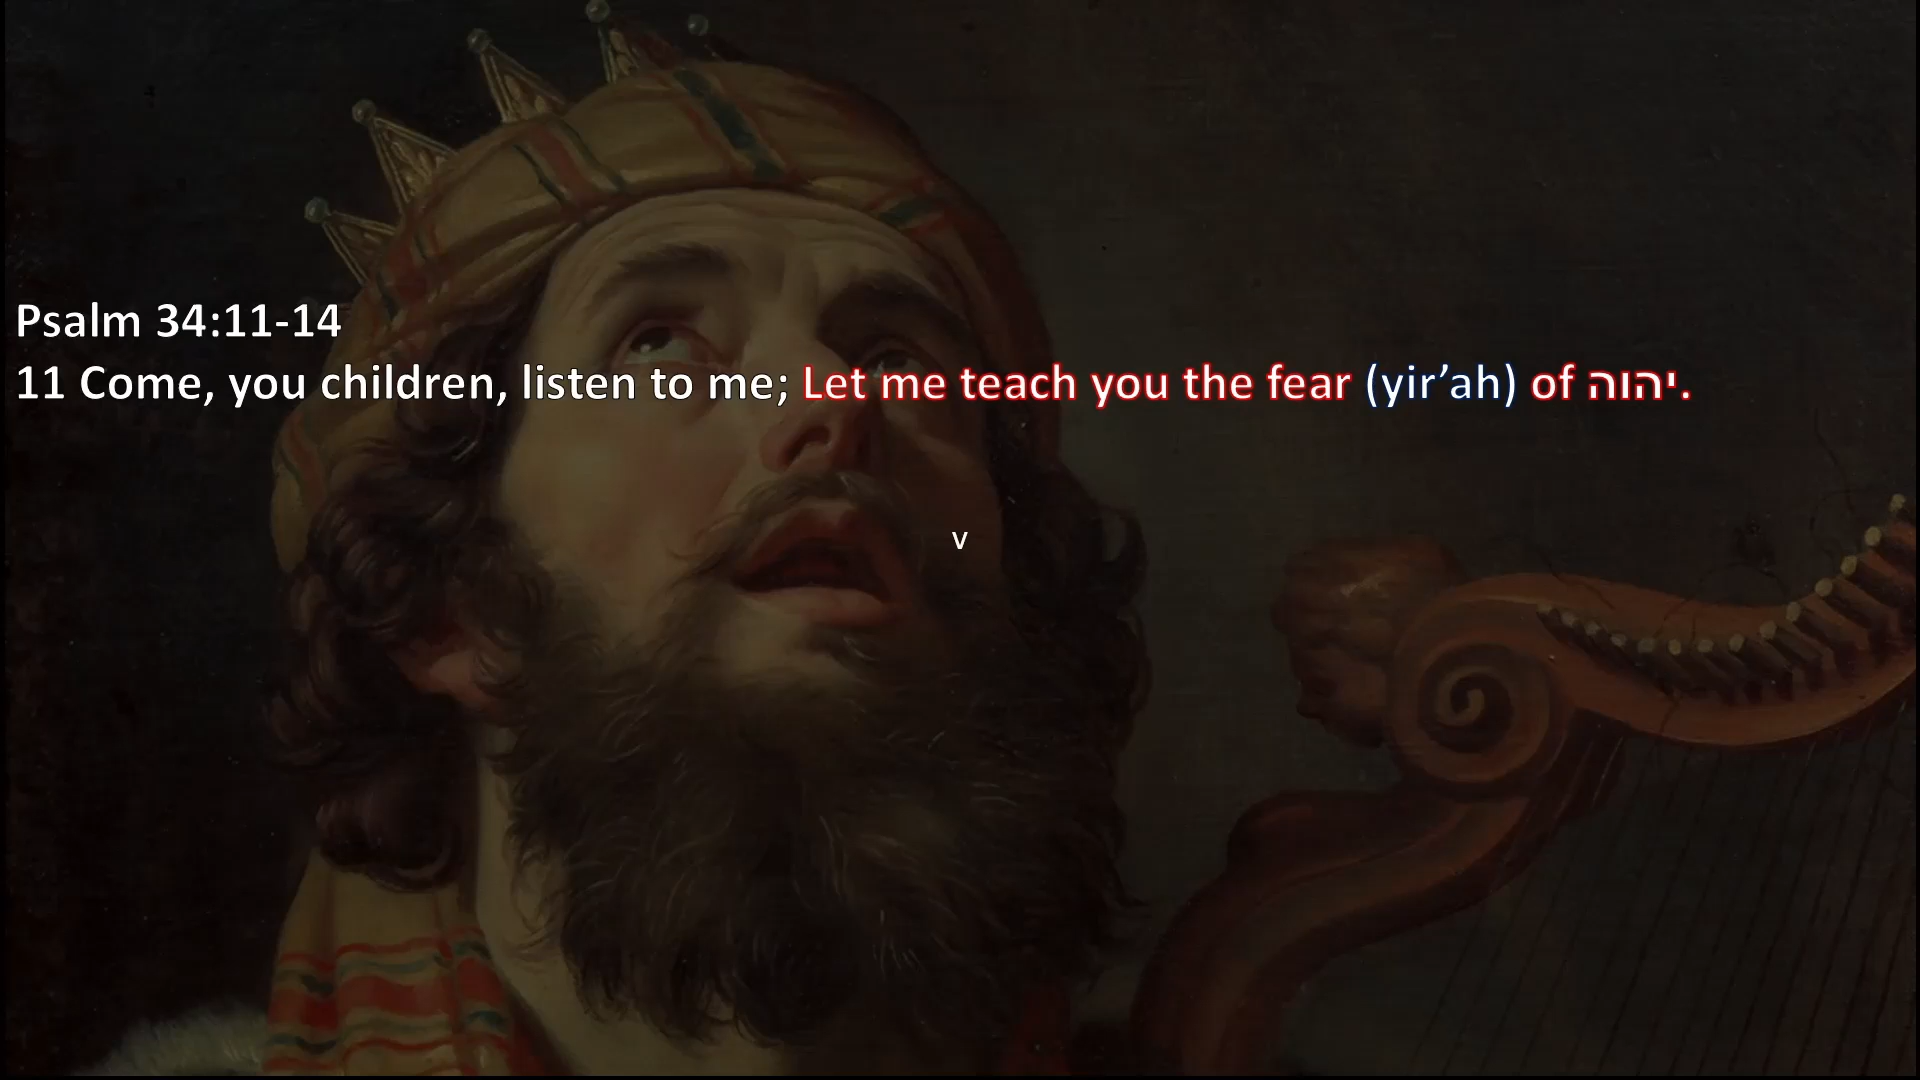 Psalm 34:11-14
11 Come, you children, listen to me; Let me teach you the fear (yir’ah) of יהוה.
v